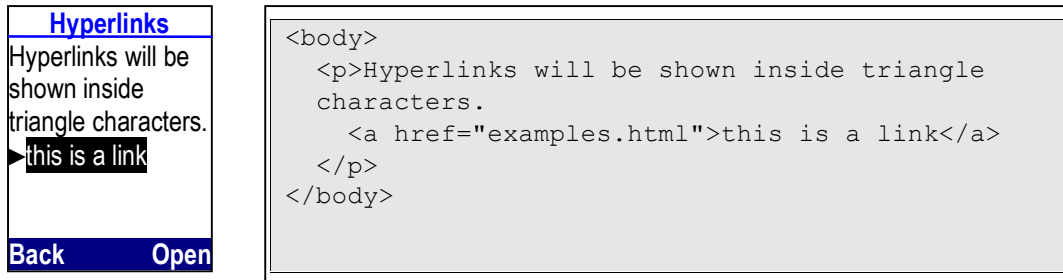 Hyperlinks
Hyperlinks will be
shown inside
triangle characters.
►this is a link
Back Open
<body>
<p>Hyperlinks will be shown inside triangle
characters.
<a href="examples.html">this is a link</a>
</p>
</body>